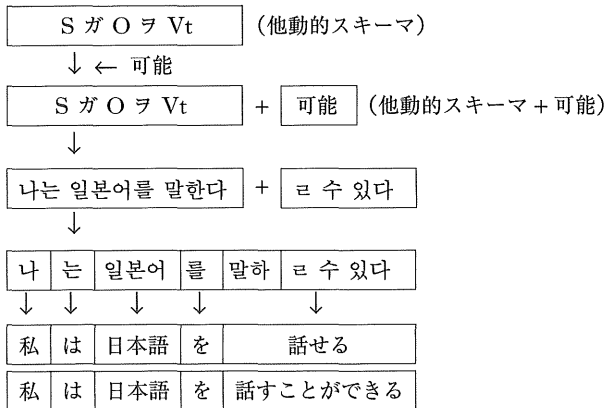 S ガ O ヲ Vt (他動的スキーマ)
↓ ← 可能
S ガ O ヲ Vt + 可能 (他動的スキーマ + 可能)
↓
나는 일본어를 말한다 + ㄹ 수 있다
↓
나 는 일본어 를 말하 ㄹ 수 있다
↓ ↓ ↓ ↓ ↓
私 は 日本語 を 話せる
私 は 日本語 を 話すことができる